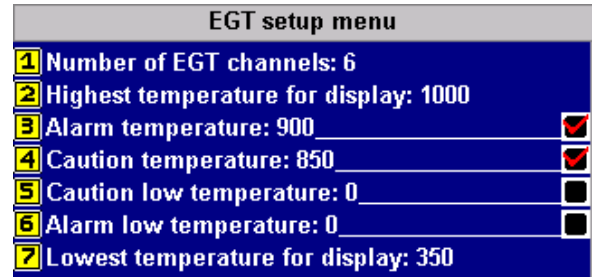 EGT setup menu
1 Number of EGT channels: 6
2 Highest temperature for display: 1000
3 Alarm temperature: 900
4 Caution temperature: 850
5 Caution low temperature: 0
6 Alarm low temperature: 0
7 Lowest temperature for display: 350